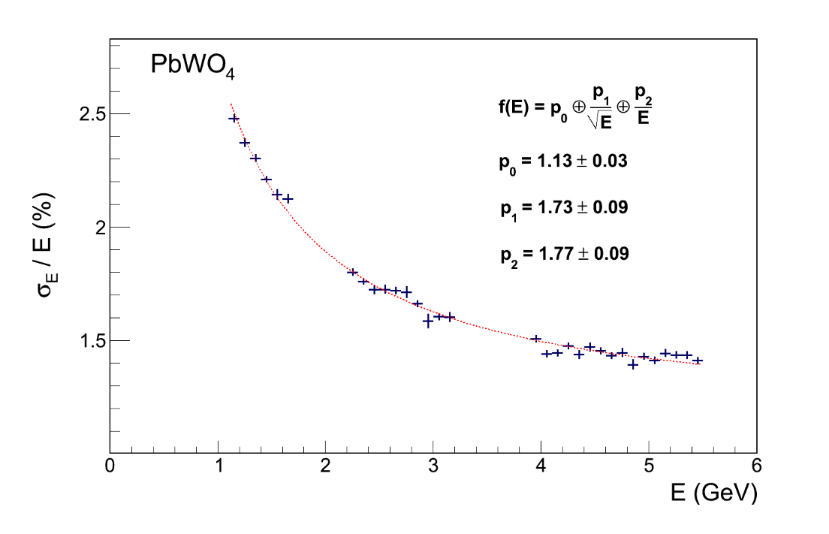 PbWO₄
f(E) = p₀ ⊕ p₁/√E ⊕ p₂/E
p₀ = 1.13 ± 0.03
p₁ = 1.73 ± 0.09
p₂ = 1.77 ± 0.09
σ_E / E (%)
2.5
2
1.5
0 1 2 3 4 5 6
E (GeV)